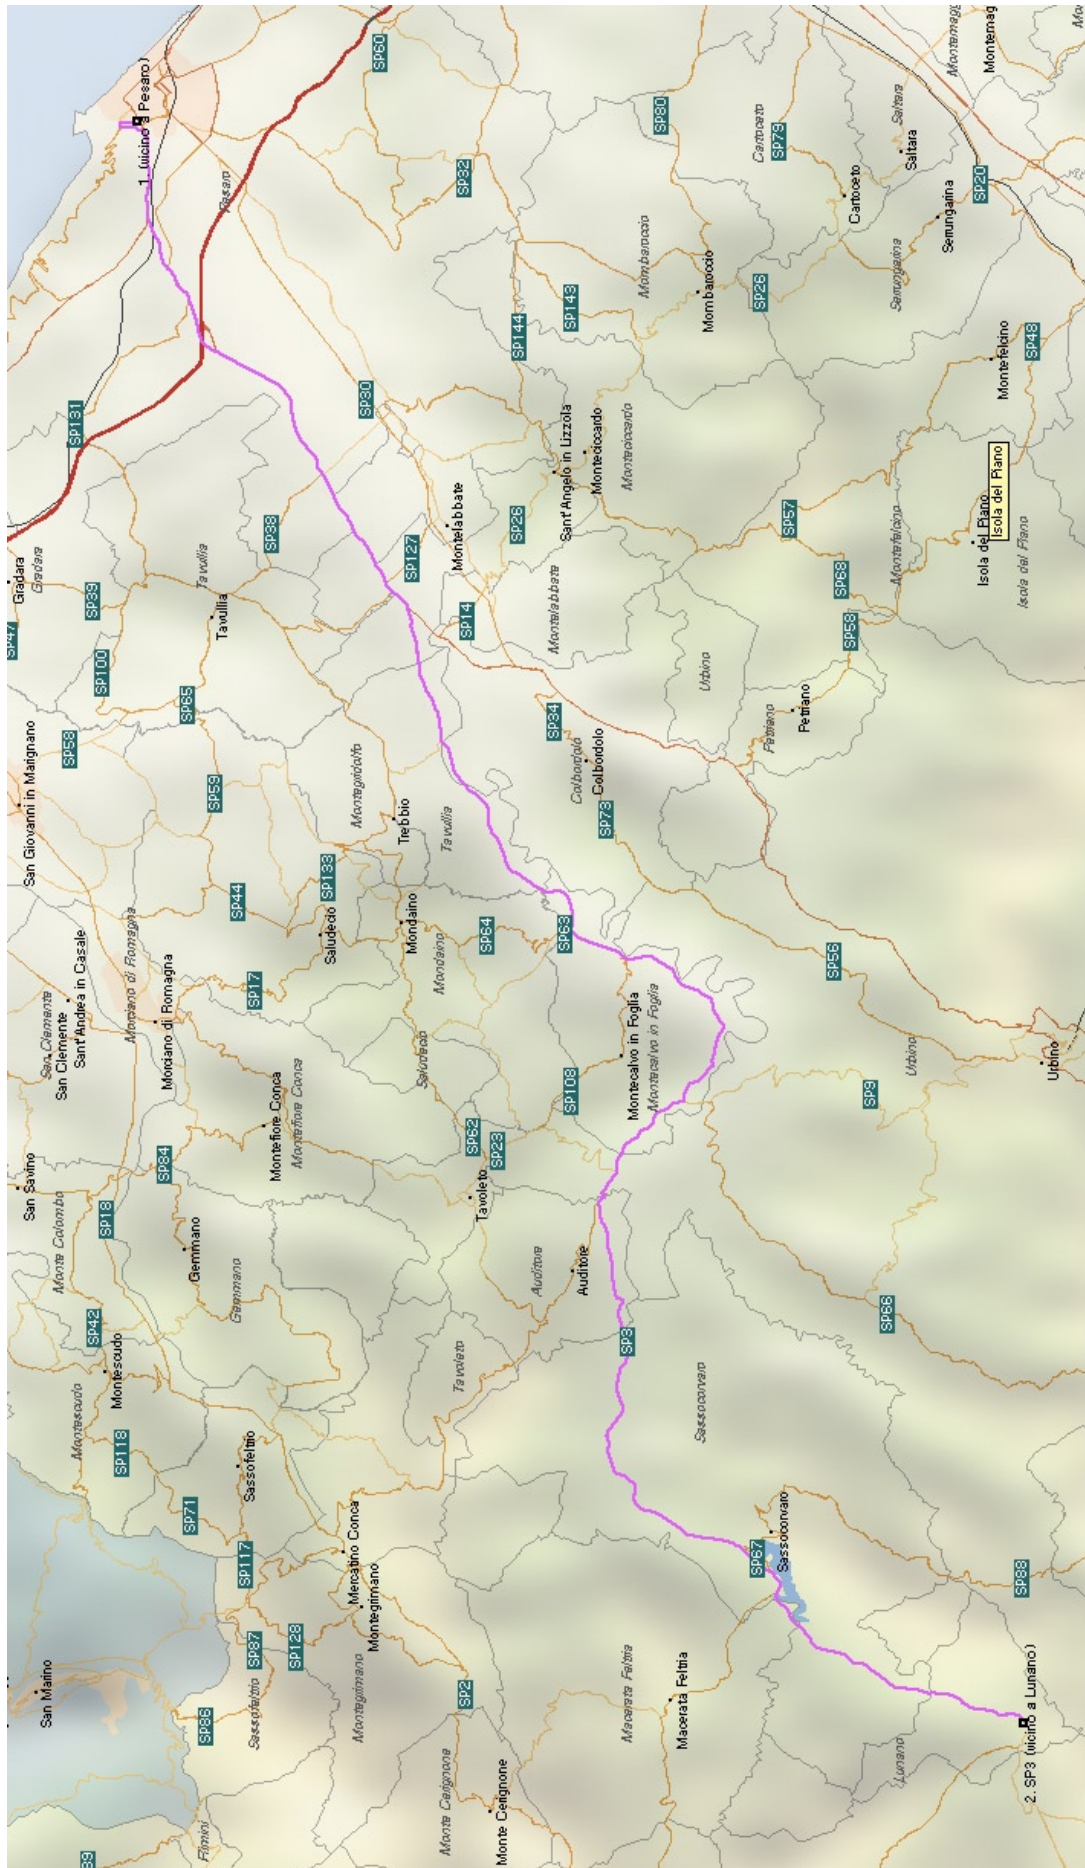 SP47
San Marino
San Savino
San Giovanni in Marignano
Gradara
Gradara
San Clemente
San Clemente
Monte Colombo
Sant'Andrea in Casale
SP58
Montescudo
SP131
SP39
SP42
SP100
SP18
Montescudo
SP118
Morciano di Romagna
1. (vicino a Pesaro)
SP84
Morciano di Romagna
SP65
SP71
Gemmano
Tavullia
SP86
Rimini
SP59
Tavullia
Pesaro
Gemmano
SP44
SP117
Sassofeltrio
SP87
Sassofeltrio
SP17
SP38
Montefiore Conca
SP128
Montefiore Conca
SP133
Saludecio
Mercatino Conca
Montegrimano
Montegridolfo
SP30
Montegrimano
SP60
Trebbio
Mondaino
SP127
Saludecio
Mondaino
Monte Cerignone
Tavullia
Montelabbate
Tavoleto
SP2
SP14
SP32
SP62
Tavoleto
SP64
SP23
Monte Cerignone
SP26
SP144
Auditore
Montelabbate
SP34
SP63
Sant'Angelo in Lizzola
SP108
SP143
Colbordolo
Auditore
Monteciccardo
Colbordolo
SP73
SP3
Macerata Feltria
Monteciccardo
Montecalvo in Foglia
Mombaroccio
Montecalvo in Foglia
SP80
Macerata Feltria
Sassocorvaro
Urbino
Mombaroccio
SP67
Cartoceto
SP26
Petriano
SP79
Sassocorvaro
SP57
Petriano
SP56
SP68
SP58
Cartoceto
SP9
SP66
Lunano
Montefelcino
Serrungarina
Saltara
Urbino
Saltara
Serrungarina
Montemag
SP20
Isola del Piano
Isola del Piano
Montemag
Montefelcino
SP88
Isola del Piano
2. SP3 (vicino a Lunano)
SP48
Urbino